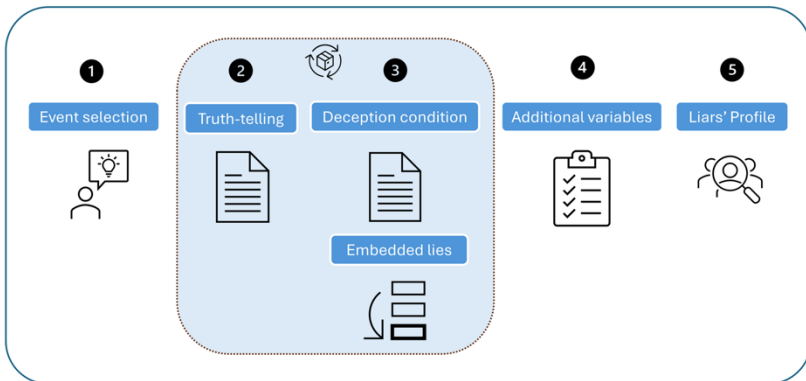 1
Event selection
2
Truth-telling
3
Deception condition
Embedded lies
4
Additional variables
5
Liars' Profile